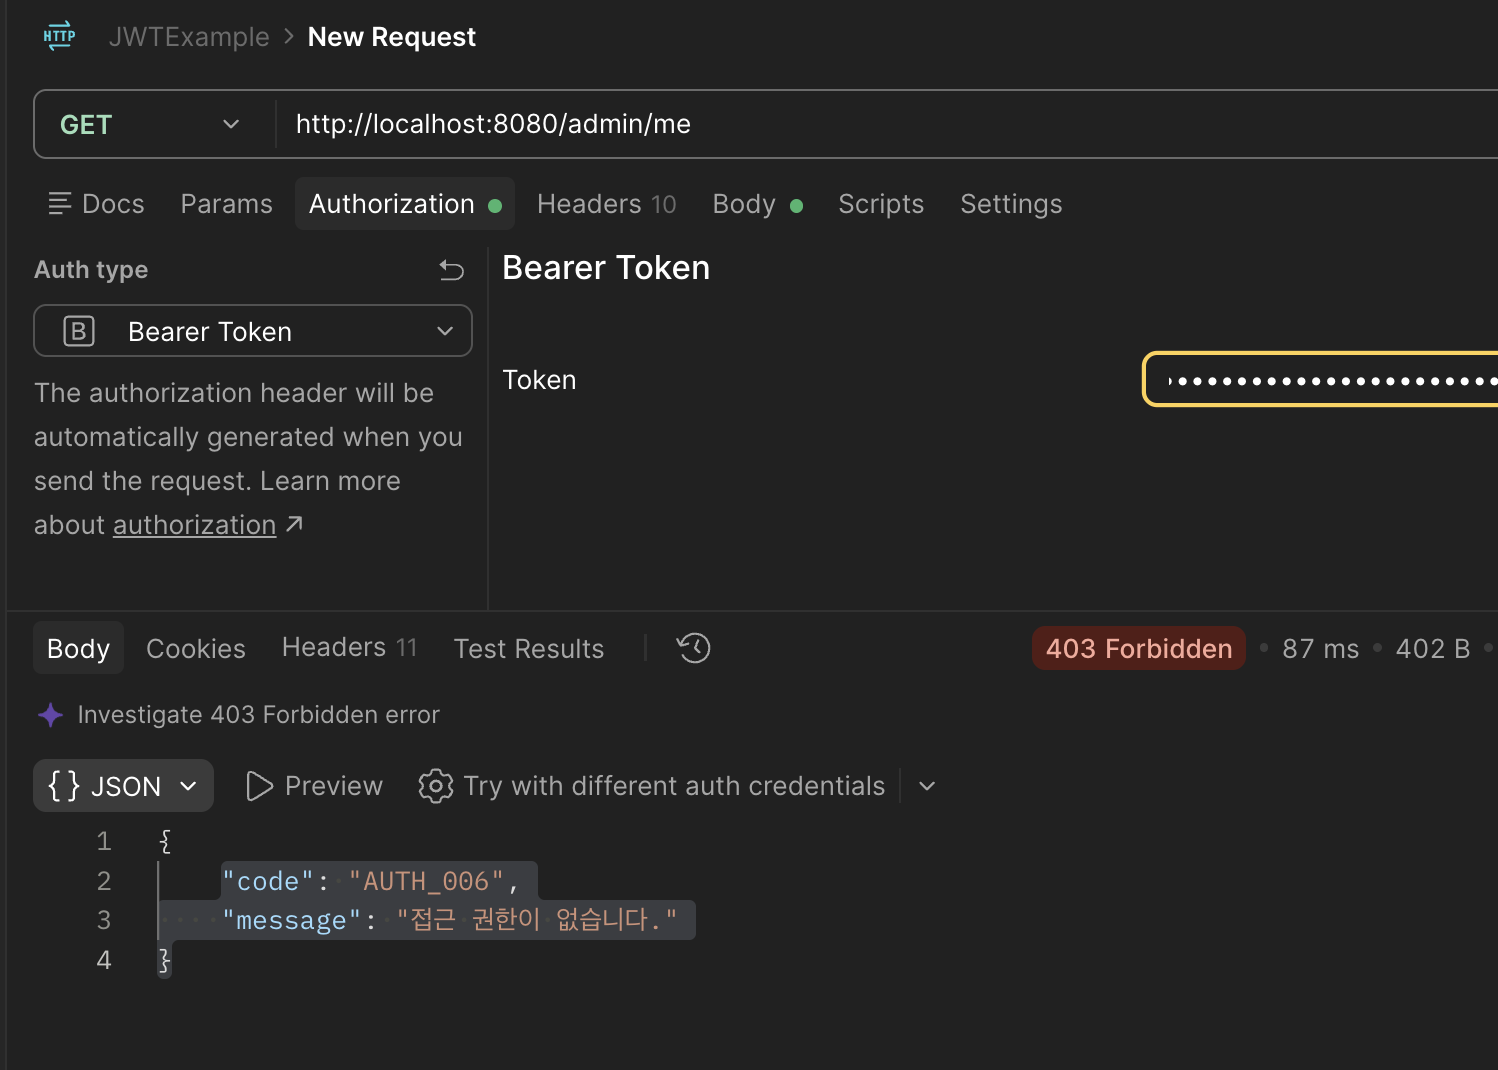 HTTP JWTExample > New Request
GET http://localhost:8080/admin/me
Docs Params Authorization Headers 10 Body Scripts Settings
Auth type
B Bearer Token
The authorization header will be
automatically generated when you
send the request. Learn more
about authorization ↗
Bearer Token
Token
Body Cookies Headers 11 Test Results 403 Forbidden • 87 ms • 402 B •
Investigate 403 Forbidden error
{} JSON Preview Try with different auth credentials
1 {
2 "code": "AUTH_006",
3 "message": "접근 권한이 없습니다."
4 }